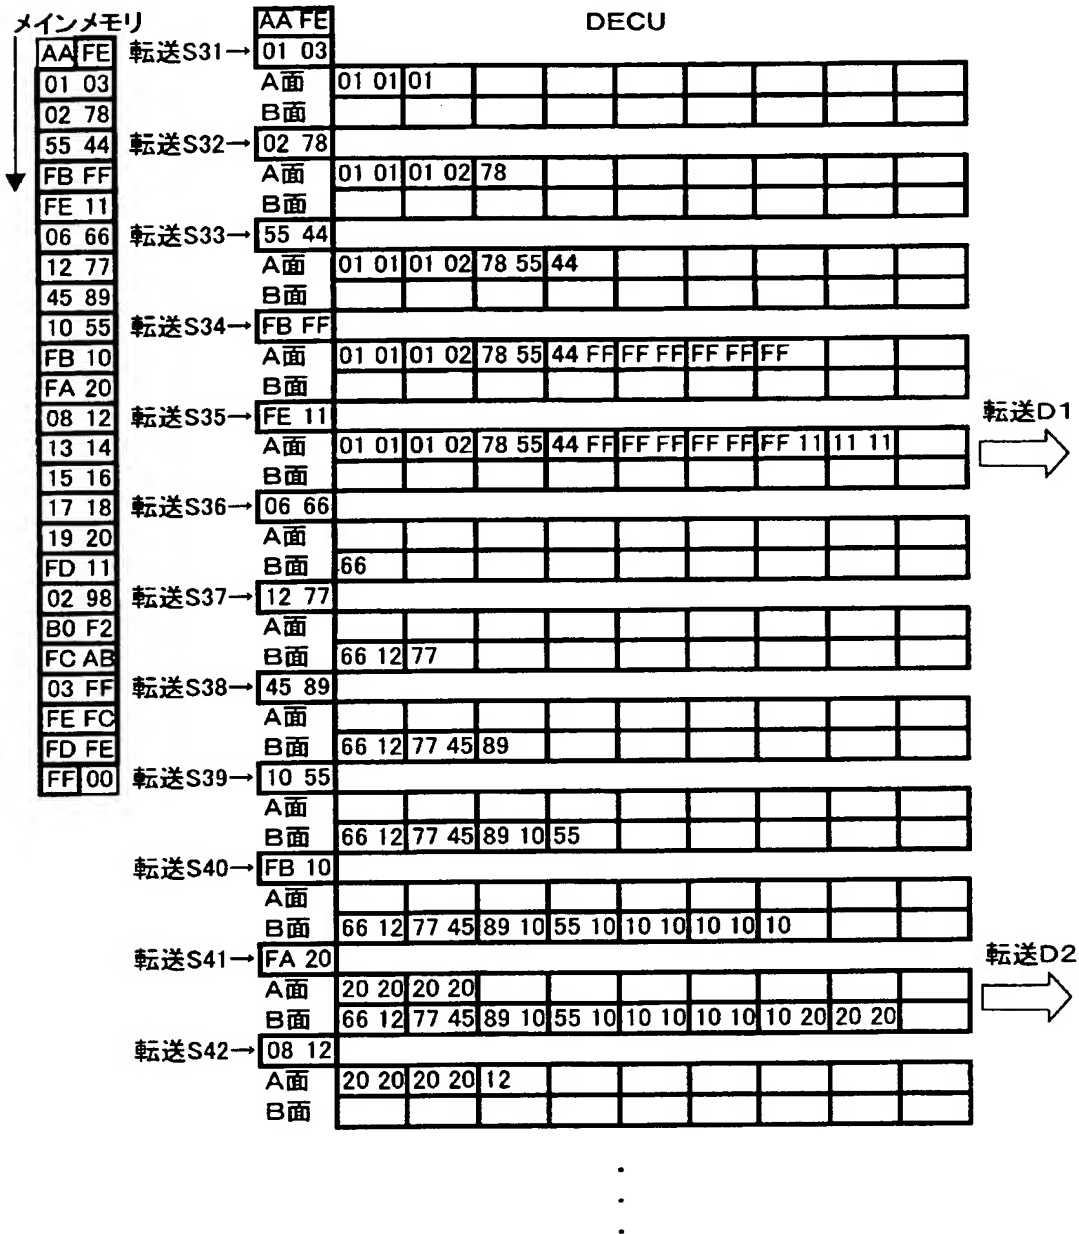 メインメモリ
AA FE
01 03
02 78
55 44
FB FF
FE 11
06 66
12 77
45 89
10 55
FB 10
FA 20
08 12
13 14
15 16
17 18
19 20
FD 11
02 98
B0 F2
FC AB
03 FF
FE FC
FD FE
FF 00
DECU
AA FE
転送S31→ 01 03
A面 01 01 01
B面
転送S32→ 02 78
A面 01 01 01 02 78
B面
転送S33→ 55 44
A面 01 01 01 02 78 55 44
B面
転送S34→ FB FF
A面 01 01 01 02 78 55 44 FF FF FF FF FF FF
B面
転送S35→ FE 11
転送D1
A面 01 01 01 02 78 55 44 FF FF FF FF FF FF 11 11 11
B面
転送S36→ 06 66
A面
B面 66
転送S37→ 12 77
A面
B面 66 12 77
転送S38→ 45 89
A面
B面 66 12 77 45 89
転送S39→ 10 55
A面
B面 66 12 77 45 89 10 55
転送S40→ FB 10
A面
B面 66 12 77 45 89 10 55 10 10 10 10 10 10
転送S41→ FA 20
転送D2
A面 20 20 20 20
B面 66 12 77 45 89 10 55 10 10 10 10 10 10 20 20 20
転送S42→ 08 12
A面 20 20 20 20 12
B面